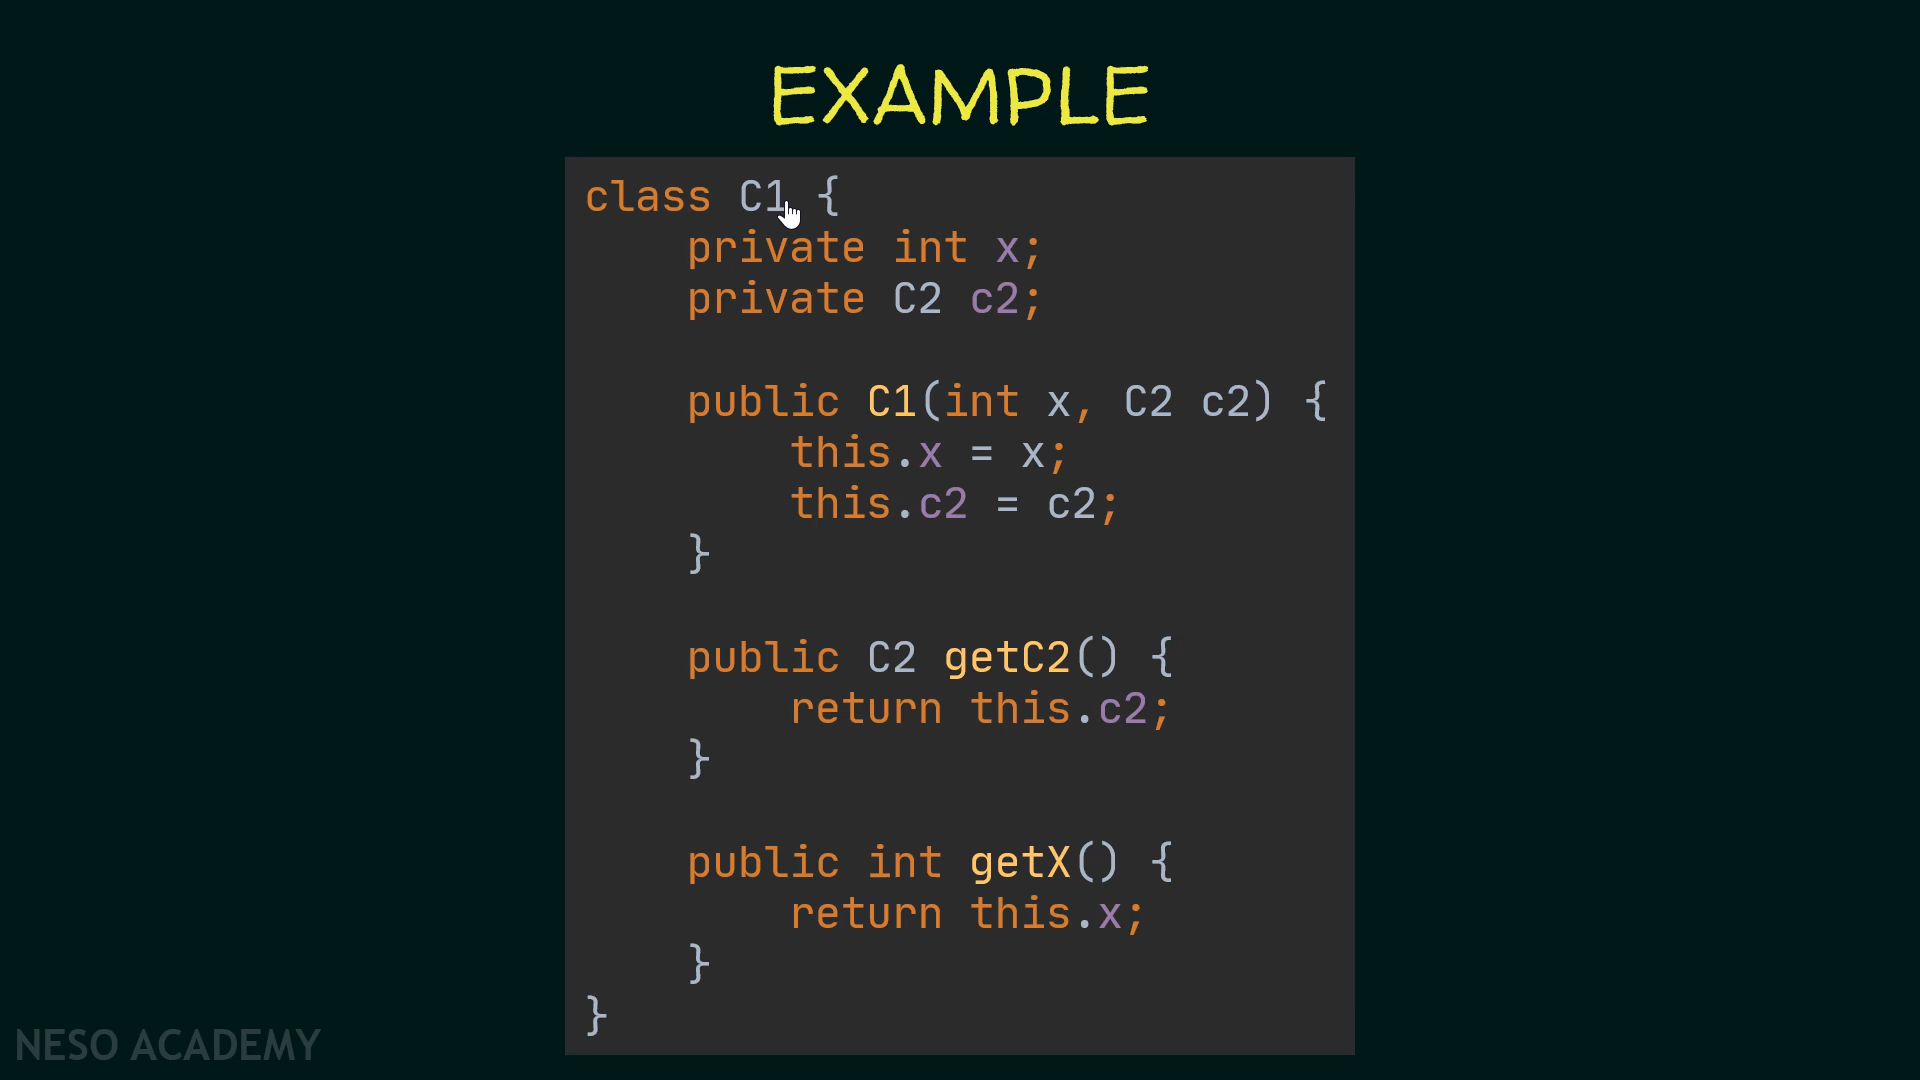 EXAMPLE
class C1 {
private int x;
private C2 c2;
public C1(int x, C2 c2) {
this.x = x;
this.c2 = c2;
}
public C2 getC2() {
return this.c2;
}
public int getX() {
return this.x;
}
}
NESO ACADEMY